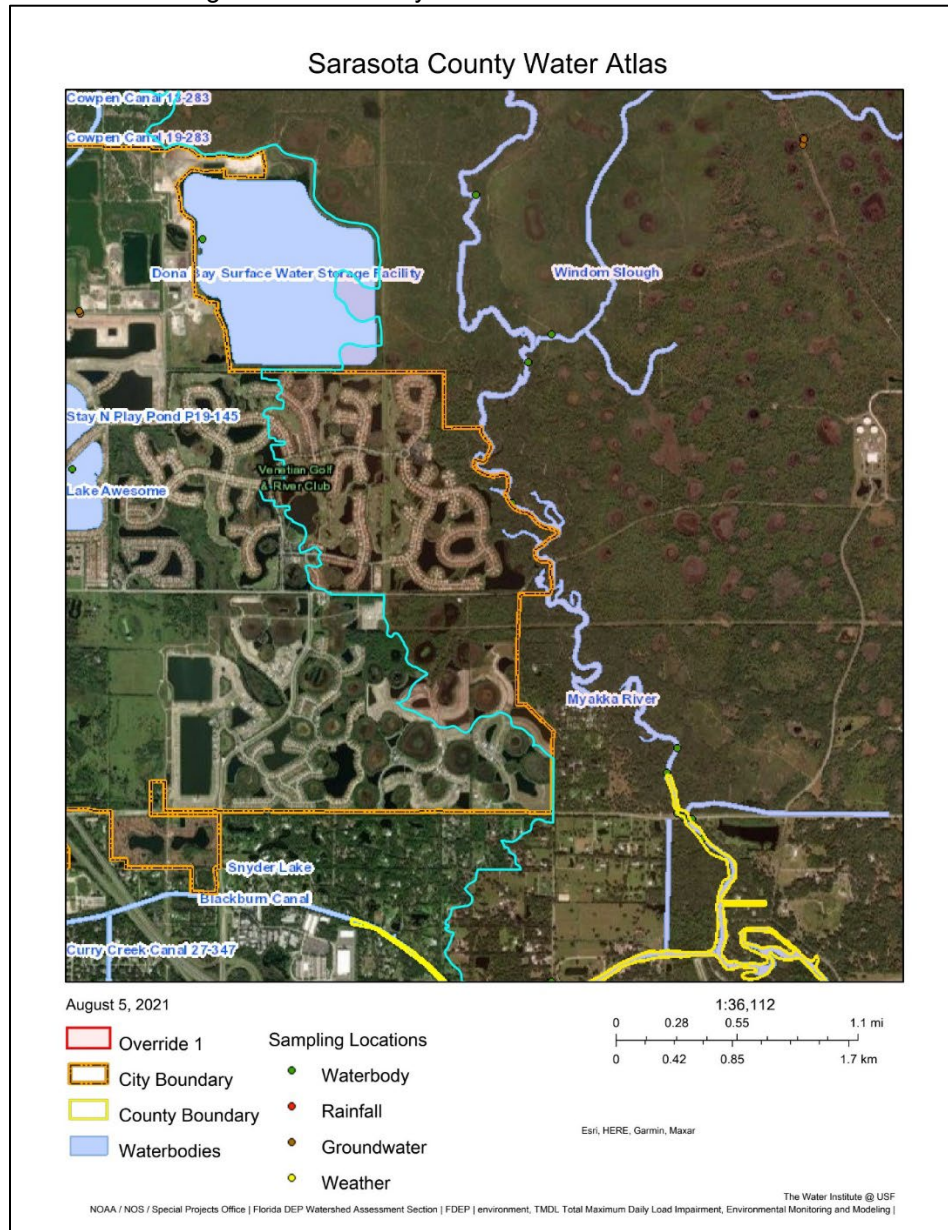 Sarasota County Water Atlas
Cowpen Canal 18-283
Cowpen Canal 19-283
Dona Bay Surface Water Storage Facility
Windom Slough
Stay N Play Pond P19-145
Venetian Golf
& River Club
Lake Awesome
Myakka River
Snyder Lake
Blackburn Canal
Curry Creek Canal 27-347
August 5, 2021
1:36,112
0 0.28 0.55 1.1 mi
0 0.42 0.85 1.7 km
Override 1
City Boundary
County Boundary
Waterbodies
Sampling Locations
Waterbody
Rainfall
Groundwater
Weather
Esri, HERE, Garmin, Maxar
The Water Institute @ USF
NOAA / NOS / Special Projects Office | Florida DEP Watershed Assessment Section | FDEP | environment, TMDL Total Maximum Daily Load Impairment, Environmental Monitoring and Modeling |